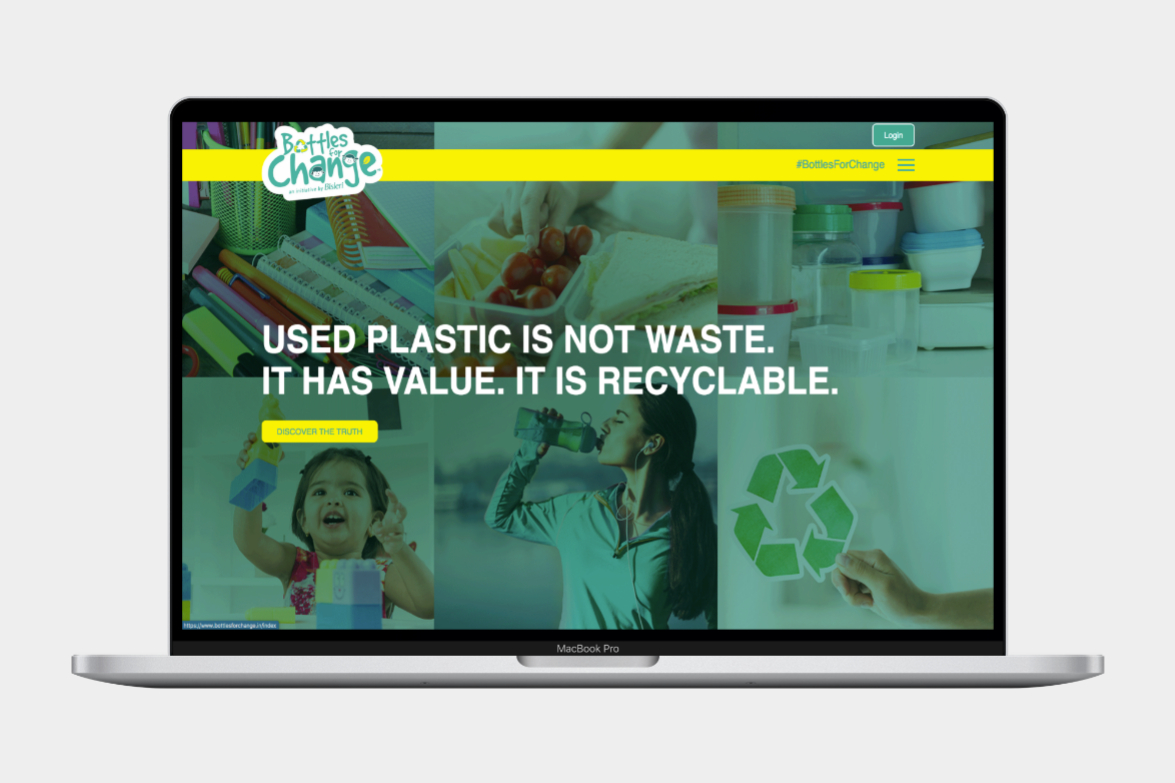 Login
Bottles
for
Change
an initiative by Bisleri
#BottlesForChange
USED PLASTIC IS NOT WASTE.
IT HAS VALUE. IT IS RECYCLABLE.
DISCOVER THE TRUTH
https://www.bottlesforchange.in/index
MacBook Pro